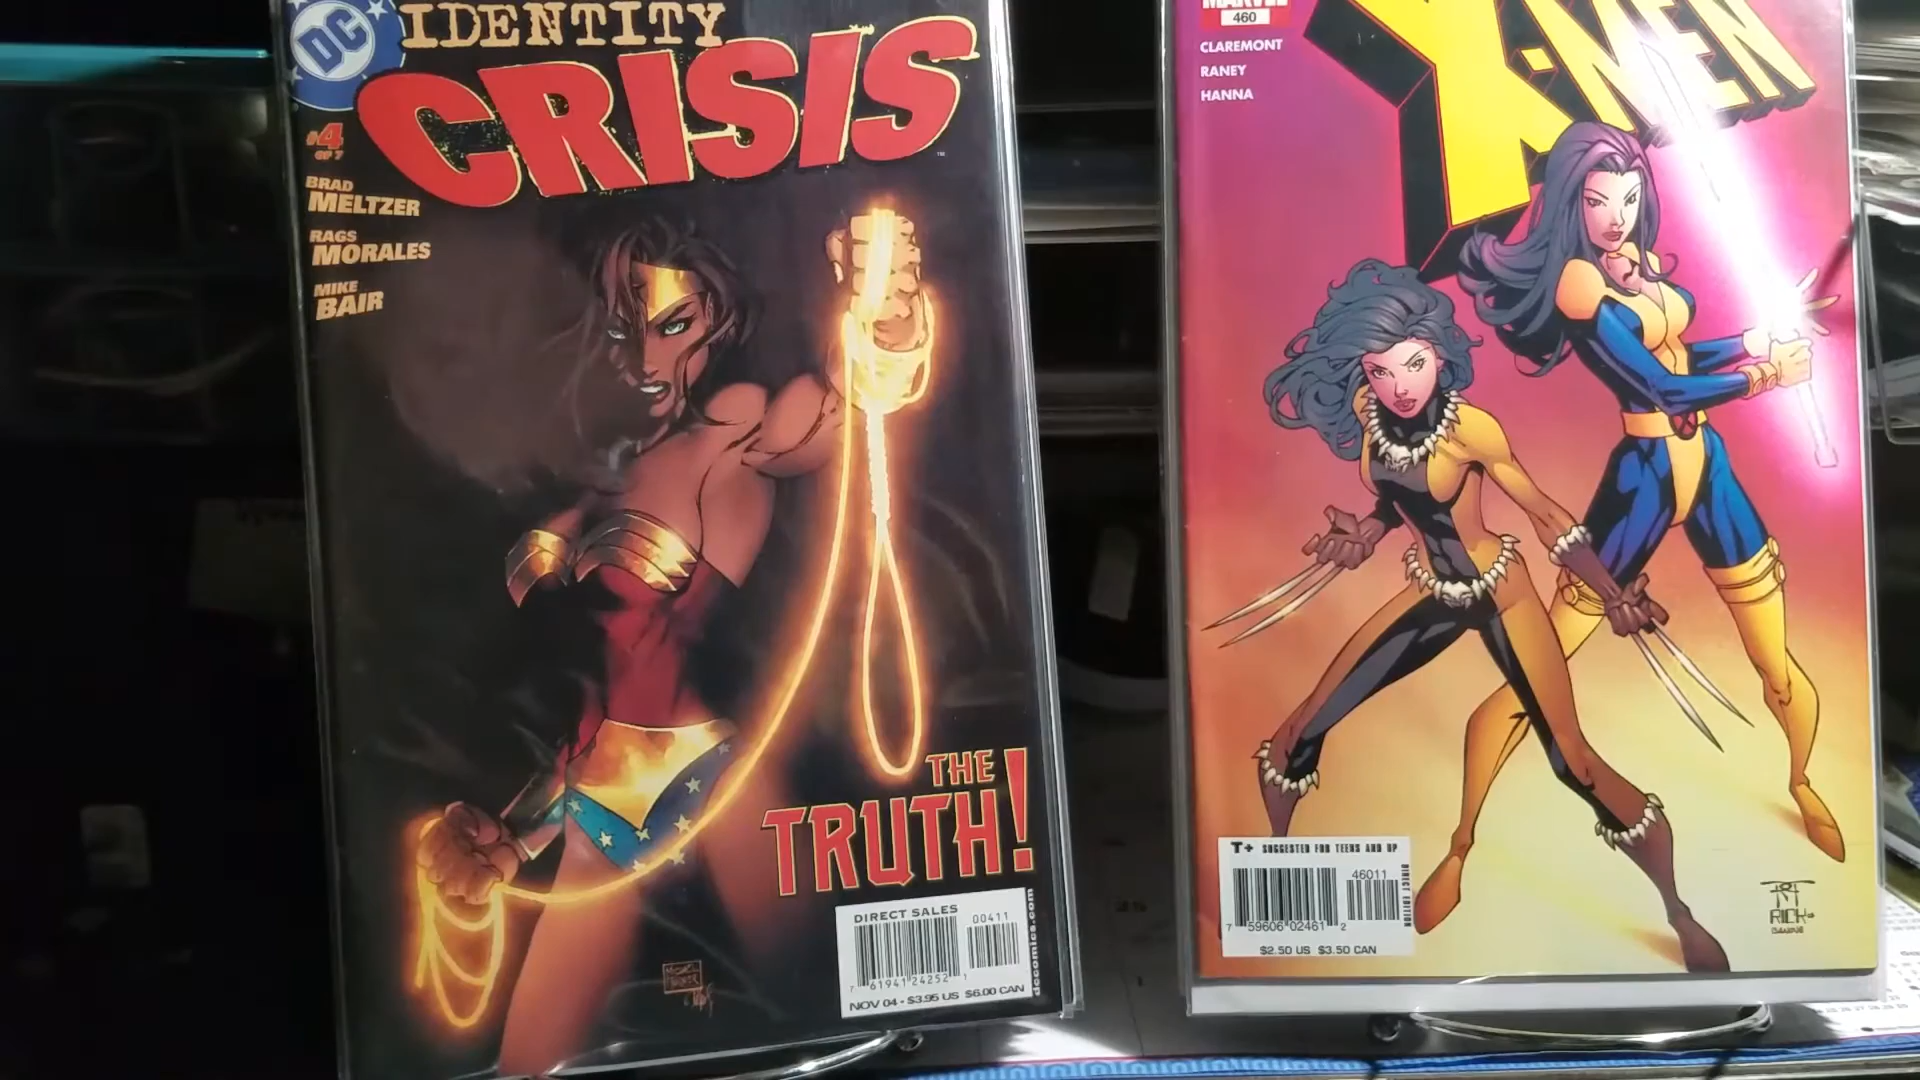 DC
IDENTITY
CRISIS
#4
OF 7
BRAD
MELTZER
RAGS
MORALES
MIKE
BAIR
THE
TRUTH!
DIRECT SALES
00411
7 61941 24252 1
NOV 04 - $3.95 US $6.00 CAN
dccomics.com
MARVEL
460
CLAREMONT
RANEY
HANNA
X-MEN
T+ SUGGESTED FOR TEENS AND UP
46011
DIRECT EDITION
7 59606 02461 2
$2.50 US $3.50 CAN
RICK